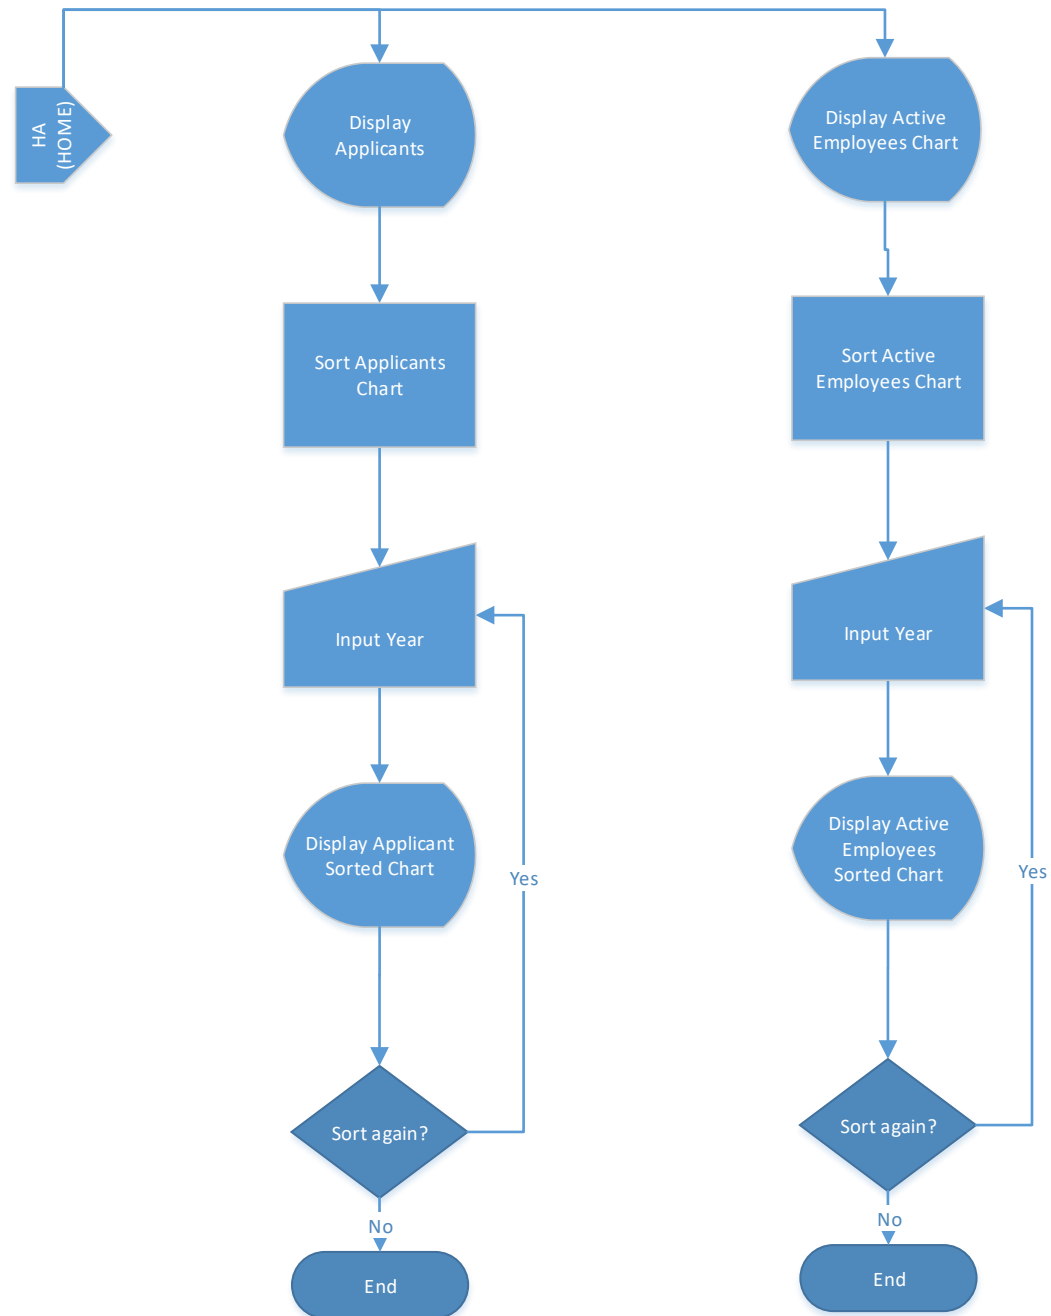 HA
(HOME)
Display
Applicants
Sort Applicants
Chart
Input Year
Display Applicant
Sorted Chart
Yes
Sort again?
No
End
Display Active
Employees Chart
Sort Active
Employees Chart
Input Year
Display Active
Employees
Sorted Chart
Yes
Sort again?
No
End